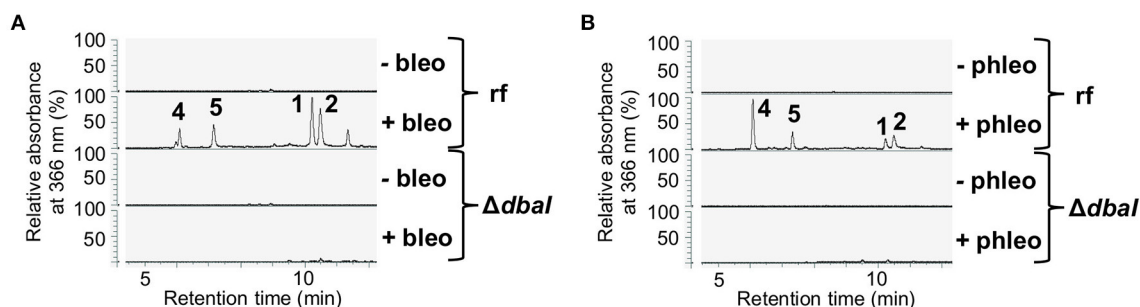 A
Relative absorbance
at 366 nm (%)
100
50
- bleo
100
50
4
5
1
2
+ bleo
rf
100
50
- bleo
100
50
+ bleo
Δdbal
5
10
Retention time (min)
B
Relative absorbance
at 366 nm (%)
100
50
- phleo
100
50
4
5
1
2
+ phleo
rf
100
50
- phleo
100
50
+ phleo
Δdbal
5
10
Retention time (min)